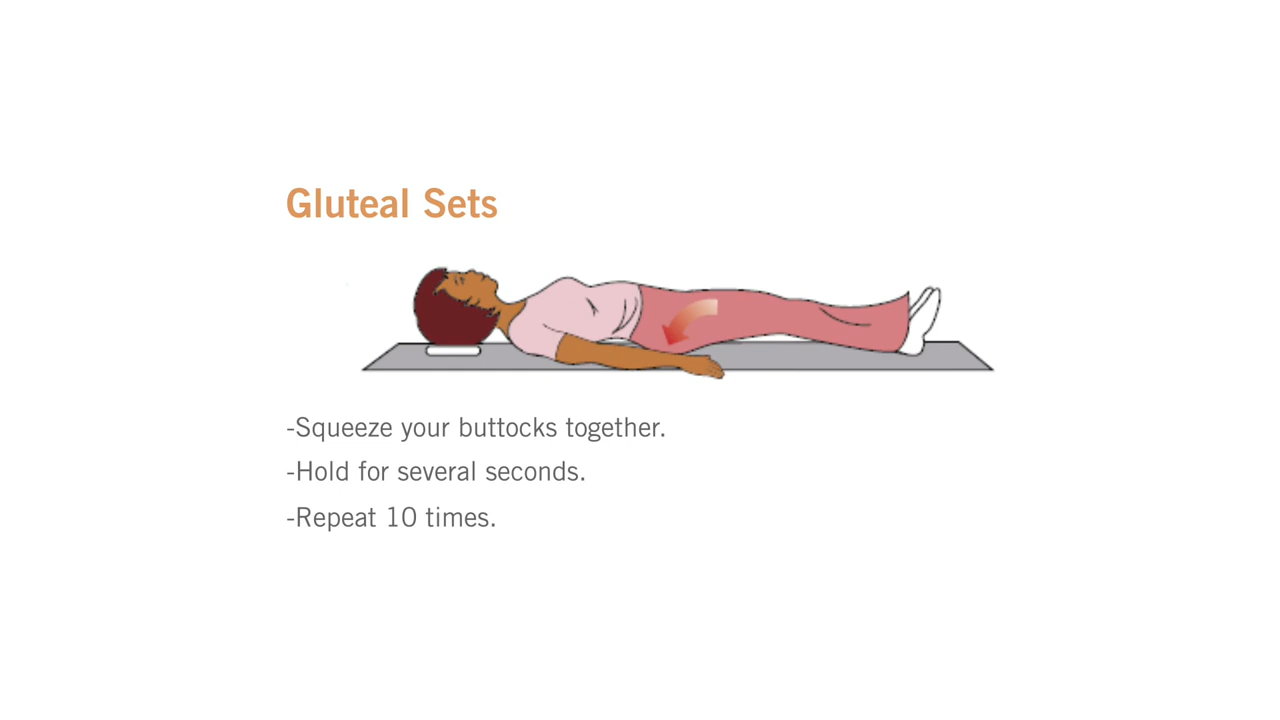 Gluteal Sets
-Squeeze your buttocks together.
-Hold for several seconds.
-Repeat 10 times.